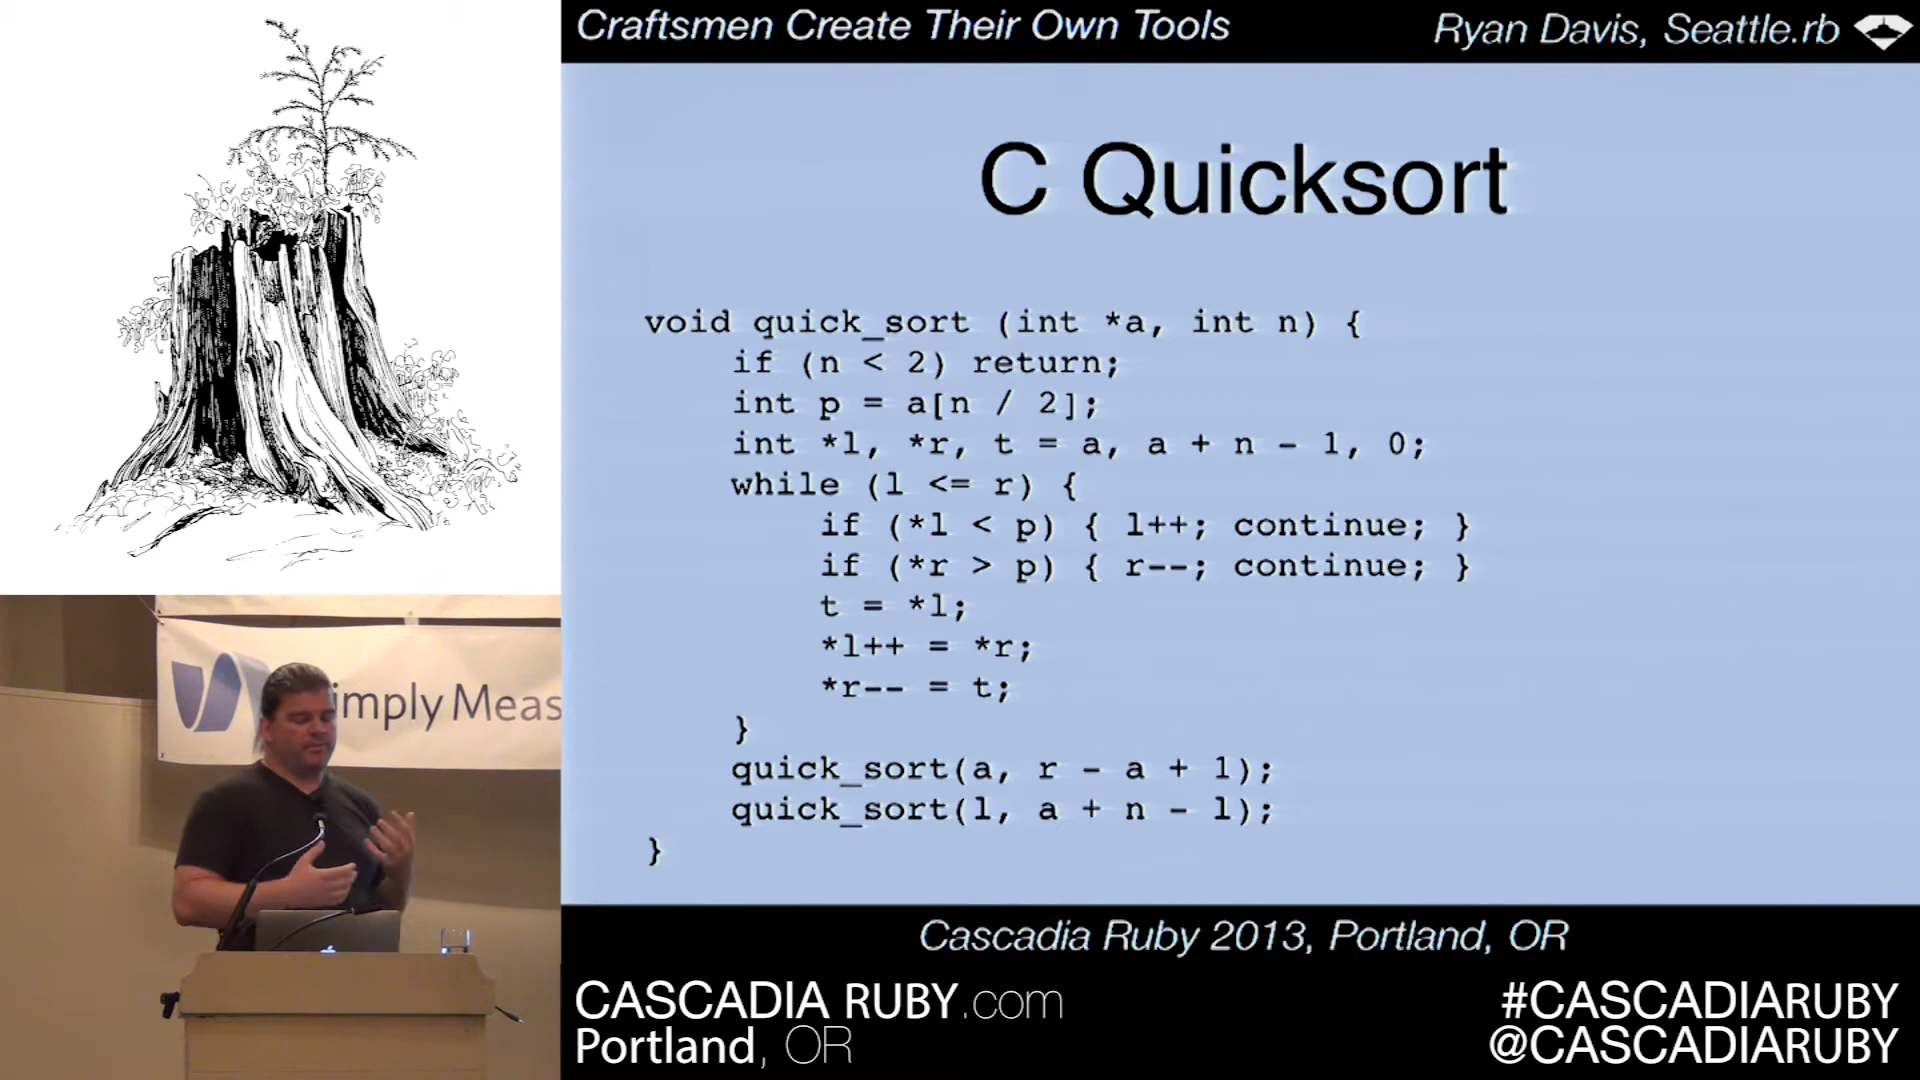 Craftsmen Create Their Own Tools
Ryan Davis, Seattle.rb
C Quicksort
void quick_sort (int *a, int n) {
    if (n < 2) return;
    int p = a[n / 2];
    int *l, *r, t = a, a + n - 1, 0;
    while (l <= r) {
        if (*l < p) { l++; continue; }
        if (*r > p) { r--; continue; }
        t = *l;
        *l++ = *r;
        *r-- = t;
    }
    quick_sort(a, r - a + 1);
    quick_sort(l, a + n - l);
}
imply Meas
Cascadia Ruby 2013, Portland, OR
CASCADIA RUBY.com
Portland, OR
#CASCADIARUBY
@CASCADIARUBY